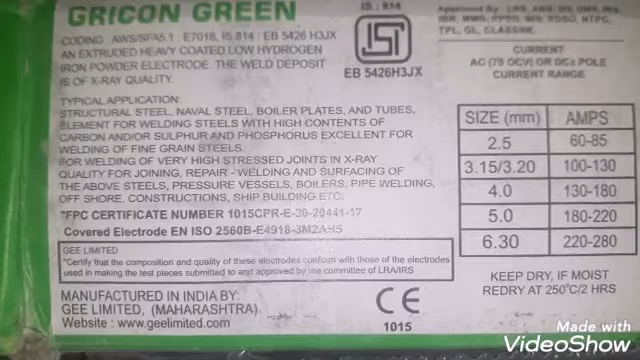 GRICON GREEN
CODING : AWS/SFA5.1 : E7018, IS 814 : EB 5426 H3JX
AN EXTRUDED HEAVY COATED LOW HYDROGEN
IRON POWDER ELECTRODE. THE WELD DEPOSIT
IS OF X-RAY QUALITY
IS : 814
ISI
EB 5426H3JX
Approved By :
TPL, GL,
CURRENT
AC (70 OCV) OR DC± POLE
CURRENT RANGE
TYPICAL APPLICATION:
STRUCTURAL STEEL, NAVAL STEEL, BOILER PLATES, AND TUBES,
ELEMENT FOR WELDING STEELS WITH HIGH CONTENTS OF
CARBON AND/OR SULPHUR AND PHOSPHORUS EXCELLENT FOR
WELDING OF FINE GRAIN STEELS.
FOR WELDING OF VERY HIGH STRESSED JOINTS IN X-RAY
QUALITY FOR JOINING, REPAIR - WELDING AND SURFACING OF
THE ABOVE STEELS, PRESSURE VESSELS, BOILERS, PIPE WELDING,
OFF SHORE, CONSTRUCTIONS, SHIP BUILDING ETC.
*FPC CERTIFICATE NUMBER 1015CPR-E-36-20441-17
Covered Electrode EN ISO 2560B-E4918-3M2AH5
SIZE (mm) AMPS
2.5 60-85
3.15/3.20 100-130
4.0 130-180
5.0 180-220
6.30 220-280
GEE LIMITED
"Certify that the composition and quality of these electrodes conform with those of the electrodes
used in making the test pieces submitted to and approved by the committee of LRA/IRS
KEEP DRY, IF MOIST
REDRY AT 250°C/2 HRS
MANUFACTURED IN INDIA BY:
GEE LIMITED, (MAHARASHTRA)
Website : www.geelimited.com
CE
1015
Made with
VideoShow